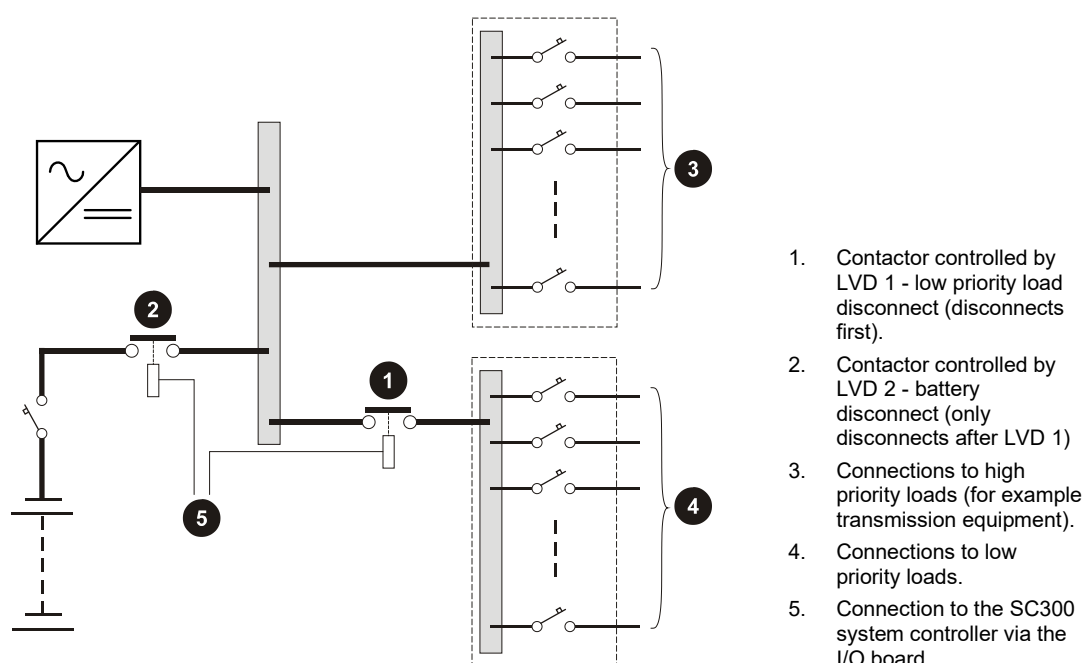 3
2
1
5
4
1. Contactor controlled by
LVD 1 - low priority load
disconnect (disconnects
first).
2. Contactor controlled by
LVD 2 - battery
disconnect (only
disconnects after LVD 1)
3. Connections to high
priority loads (for example
transmission equipment).
4. Connections to low
priority loads.
5. Connection to the SC300
system controller via the
I/O board